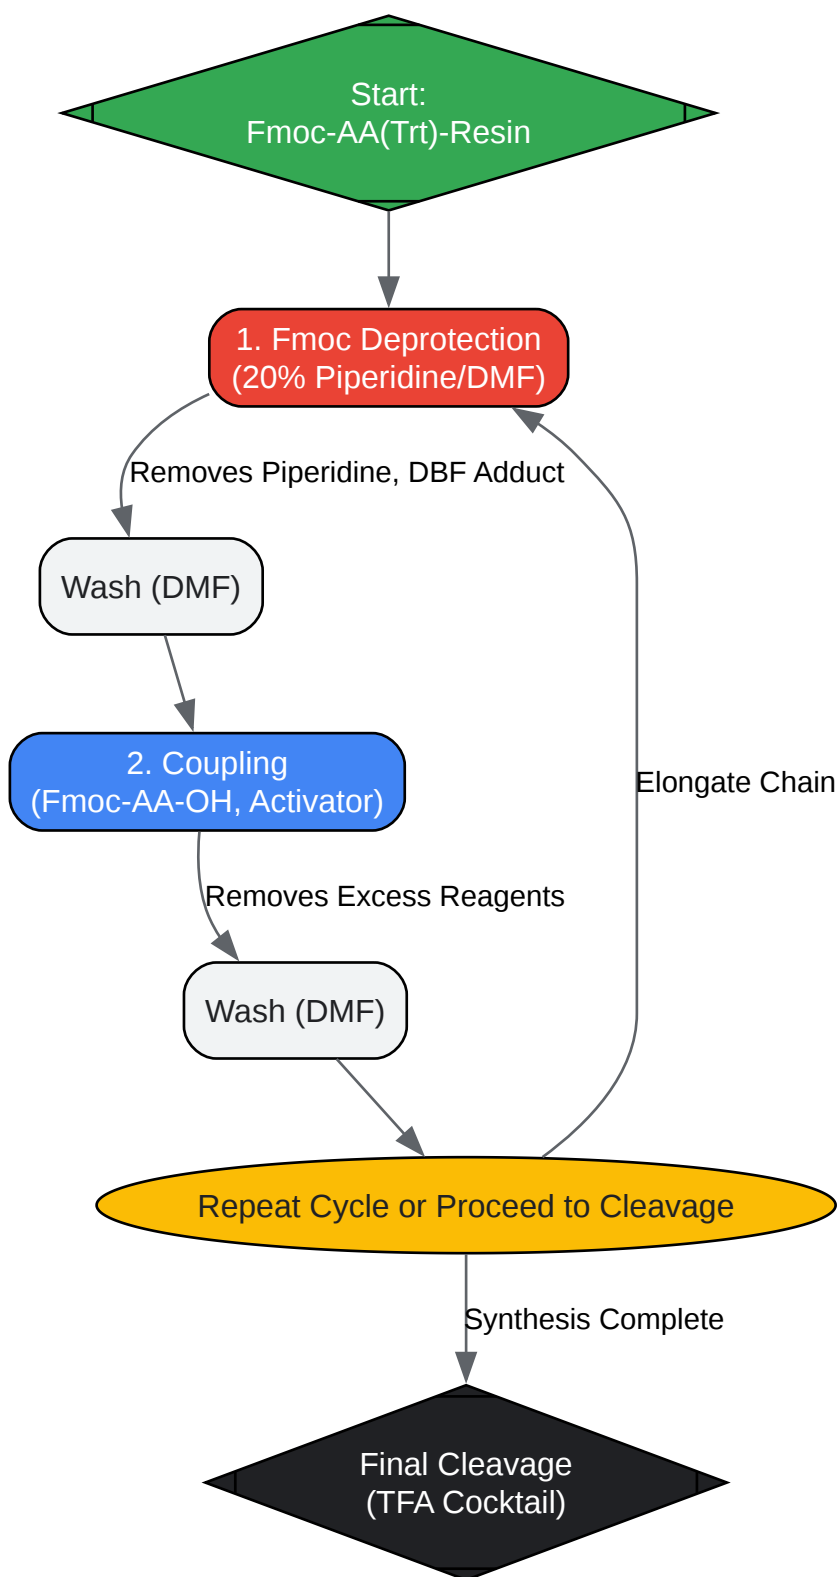 Start:
Fmoc-AA(Trt)-Resin
1. Fmoc Deprotection
(20% Piperidine/DMF)
Removes Piperidine, DBF Adduct
Wash (DMF)
2. Coupling
(Fmoc-AA-OH, Activator)
Elongate Chain
Removes Excess Reagents
Wash (DMF)
Repeat Cycle or Proceed to Cleavage
Synthesis Complete
Final Cleavage
(TFA Cocktail)